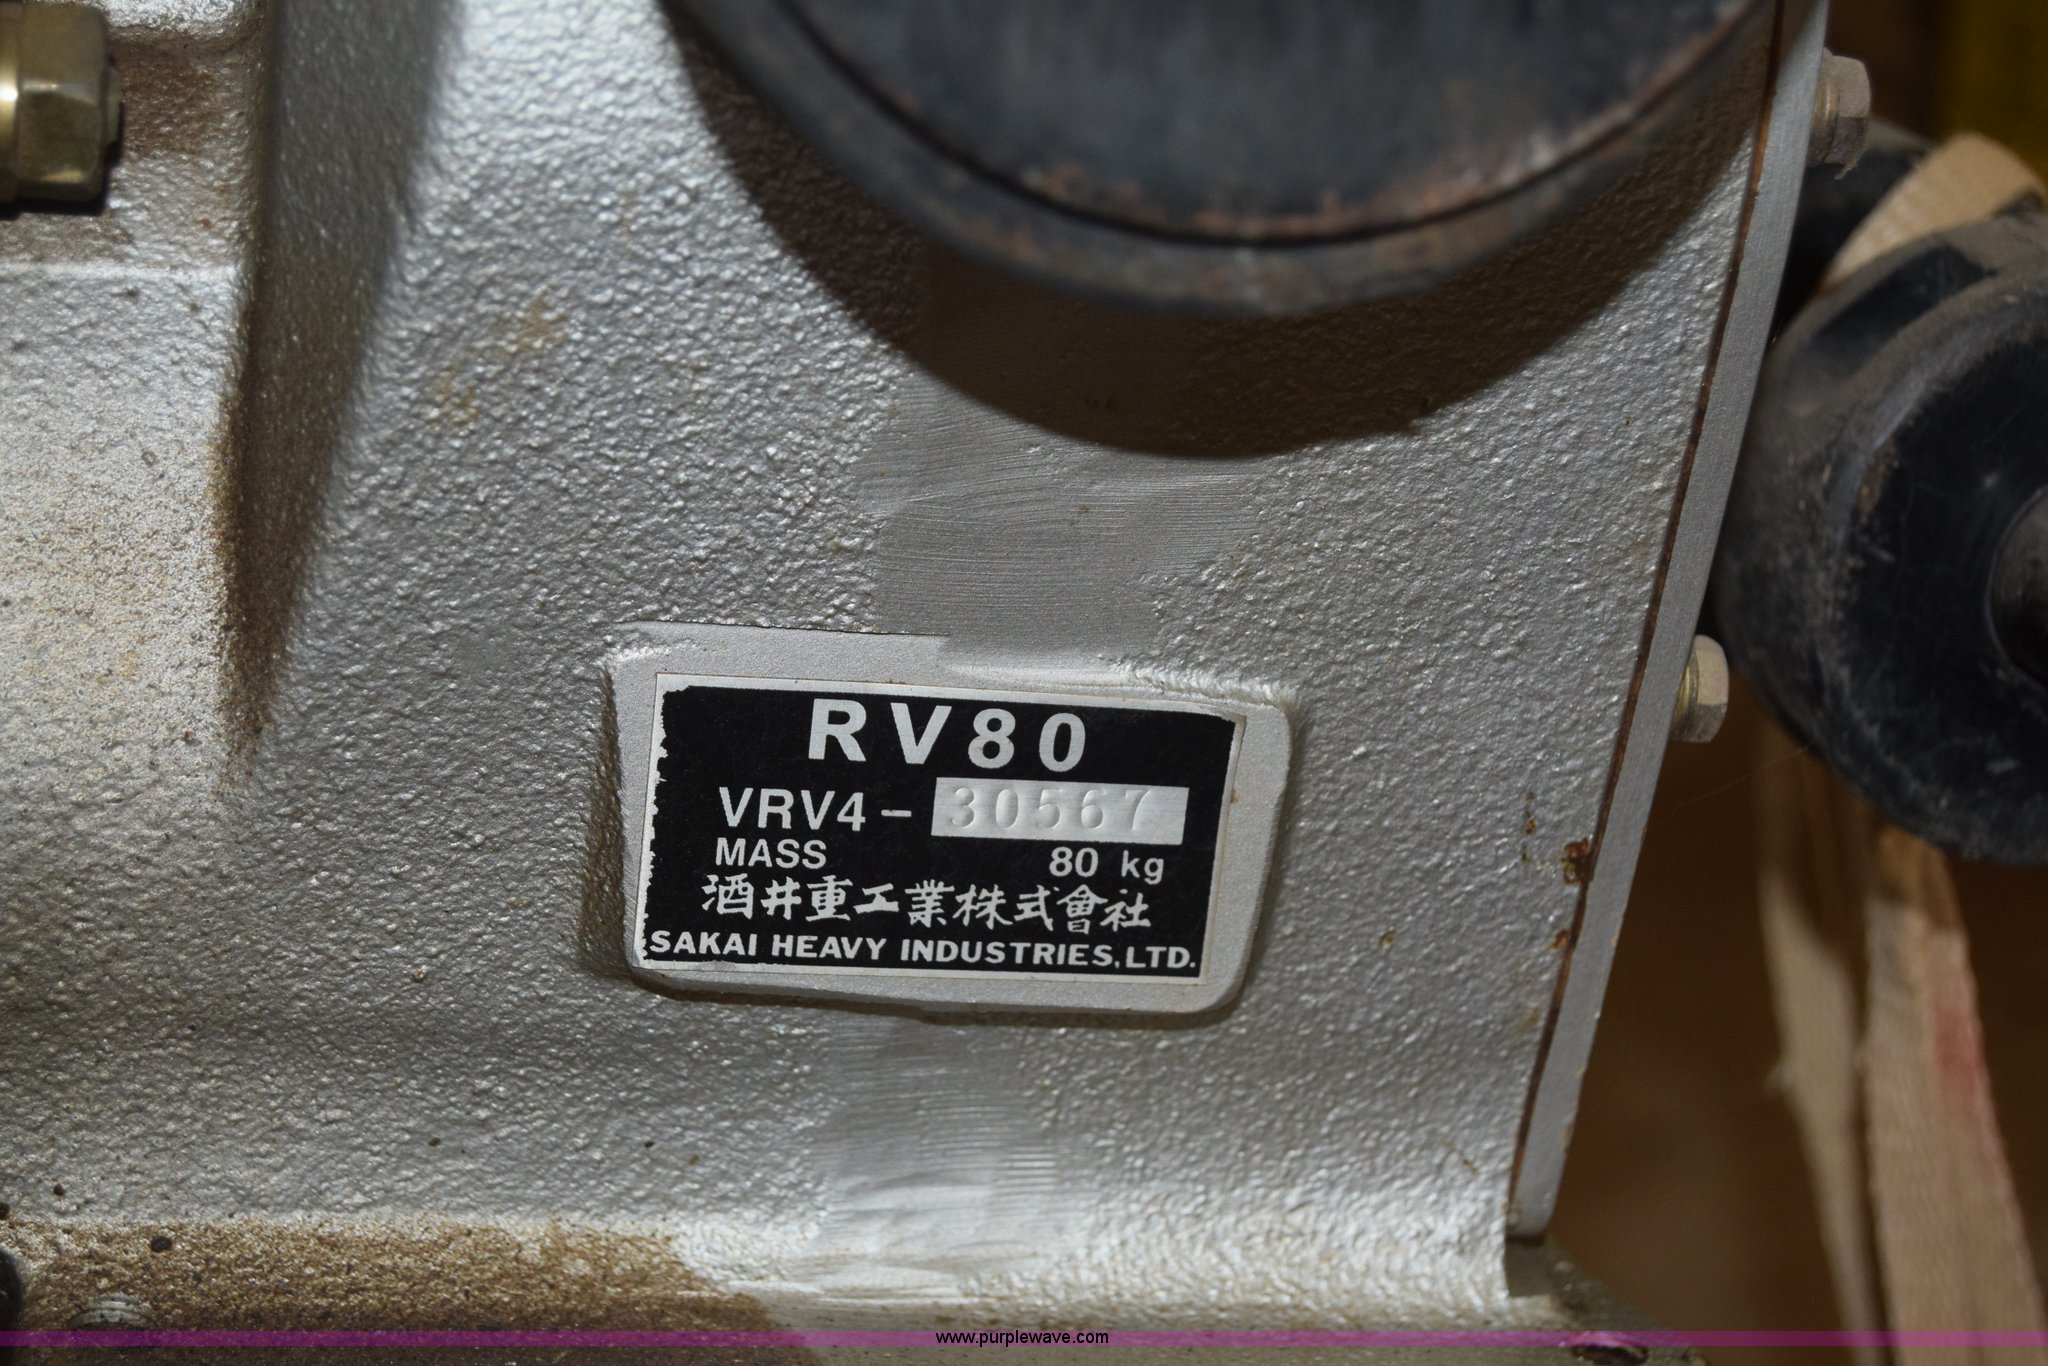 RV80
VRV4-30567
MASS 80 kg
酒井重工業株式會社
SAKAI HEAVY INDUSTRIES,LTD.
www.purplewave.com